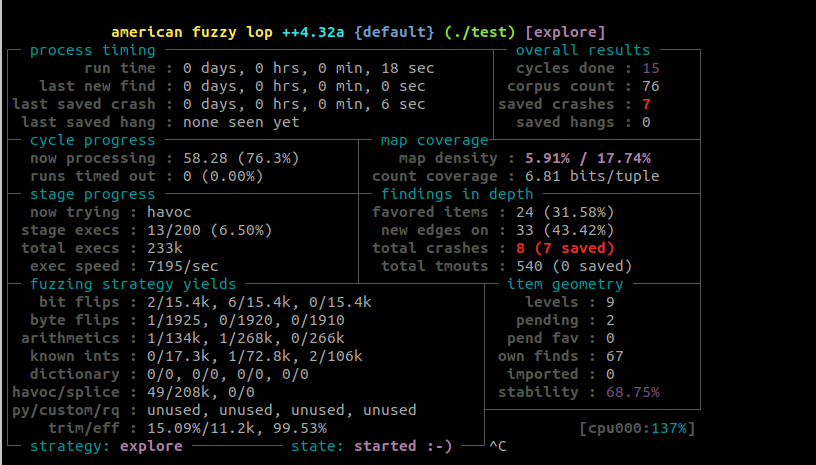 american fuzzy lop ++4.32a {default} (./test) [explore]
process timing overall results
run time : 0 days, 0 hrs, 0 min, 18 sec cycles done : 15
last new find : 0 days, 0 hrs, 0 min, 0 sec corpus count : 76
last saved crash : 0 days, 0 hrs, 0 min, 6 sec saved crashes : 7
last saved hang : none seen yet saved hangs : 0
cycle progress map coverage
now processing : 58.28 (76.3%) map density : 5.91% / 17.74%
runs timed out : 0 (0.00%) count coverage : 6.81 bits/tuple
stage progress findings in depth
now trying : havoc favored items : 24 (31.58%)
stage execs : 13/200 (6.50%) new edges on : 33 (43.42%)
total execs : 233k total crashes : 8 (7 saved)
exec speed : 7195/sec total tmouts : 540 (0 saved)
fuzzing strategy yields item geometry
bit flips : 2/15.4k, 6/15.4k, 0/15.4k levels : 9
byte flips : 1/1925, 0/1920, 0/1910 pending : 2
arithmetics : 1/134k, 1/268k, 0/266k pend fav : 0
known ints : 0/17.3k, 1/72.8k, 2/106k own finds : 67
dictionary : 0/0, 0/0, 0/0, 0/0 imported : 0
havoc/splice : 49/208k, 0/0 stability : 68.75%
py/custom/rq : unused, unused, unused, unused
trim/eff : 15.09%/11.2k, 99.53% [cpu000:137%]
strategy: explore state: started :-) ^C